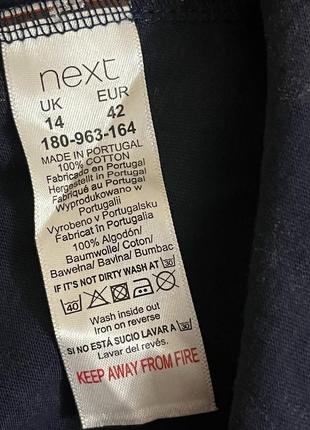 next
UK EUR
14 42
180-963-164
MADE IN PORTUGAL
100% COTTON
Fabricado en Portugal
Hergestellt in Portugal
Fabriqué au Portugal
Wyprodukowano w
Portugalii
Vyrobeno v Portugalsku
Fabricat în Portugalia
100% Algodón/
Baumwolle/ Coton/
Bawełna/ Bavlna/ Bumbac
IF IT'S NOT DIRTY WASH AT 30
40
Wash inside out
Iron on reverse
SI NO ESTÁ SUCIO LAVAR A 30
Lavar del revés.
KEEP AWAY FROM FIRE